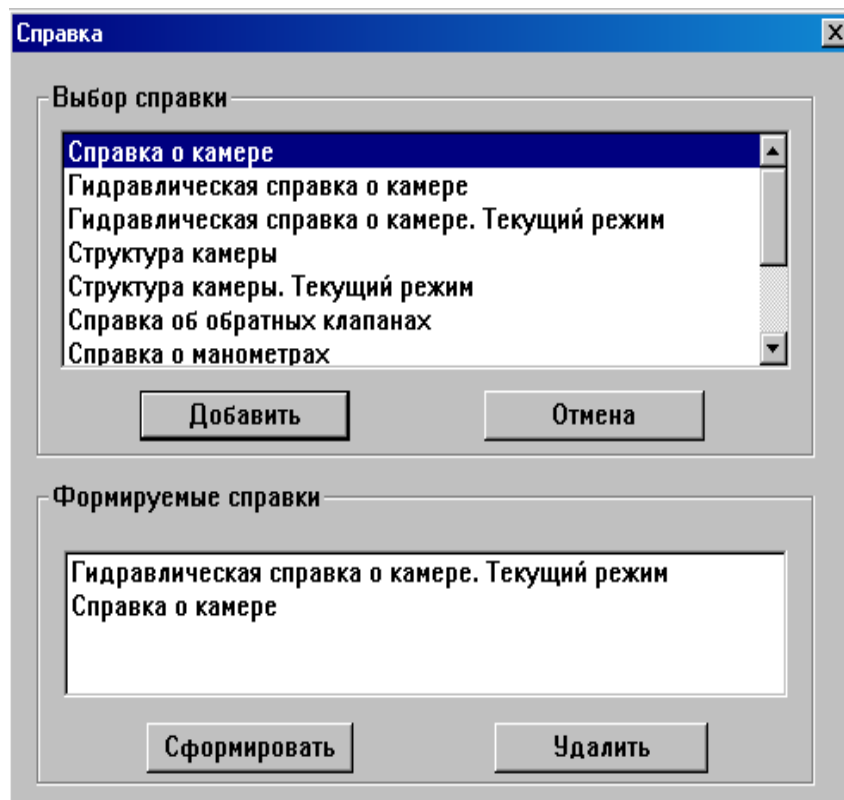 Справка
Выбор справки
Справка о камере
Гидравлическая справка о камере
Гидравлическая справка о камере. Текущий режим
Структура камеры
Структура камеры. Текущий режим
Справка об обратных клапанах
Справка о манометрах
Добавить
Отмена
Формируемые справки
Гидравлическая справка о камере. Текущий режим
Справка о камере
Сформировать
Удалить